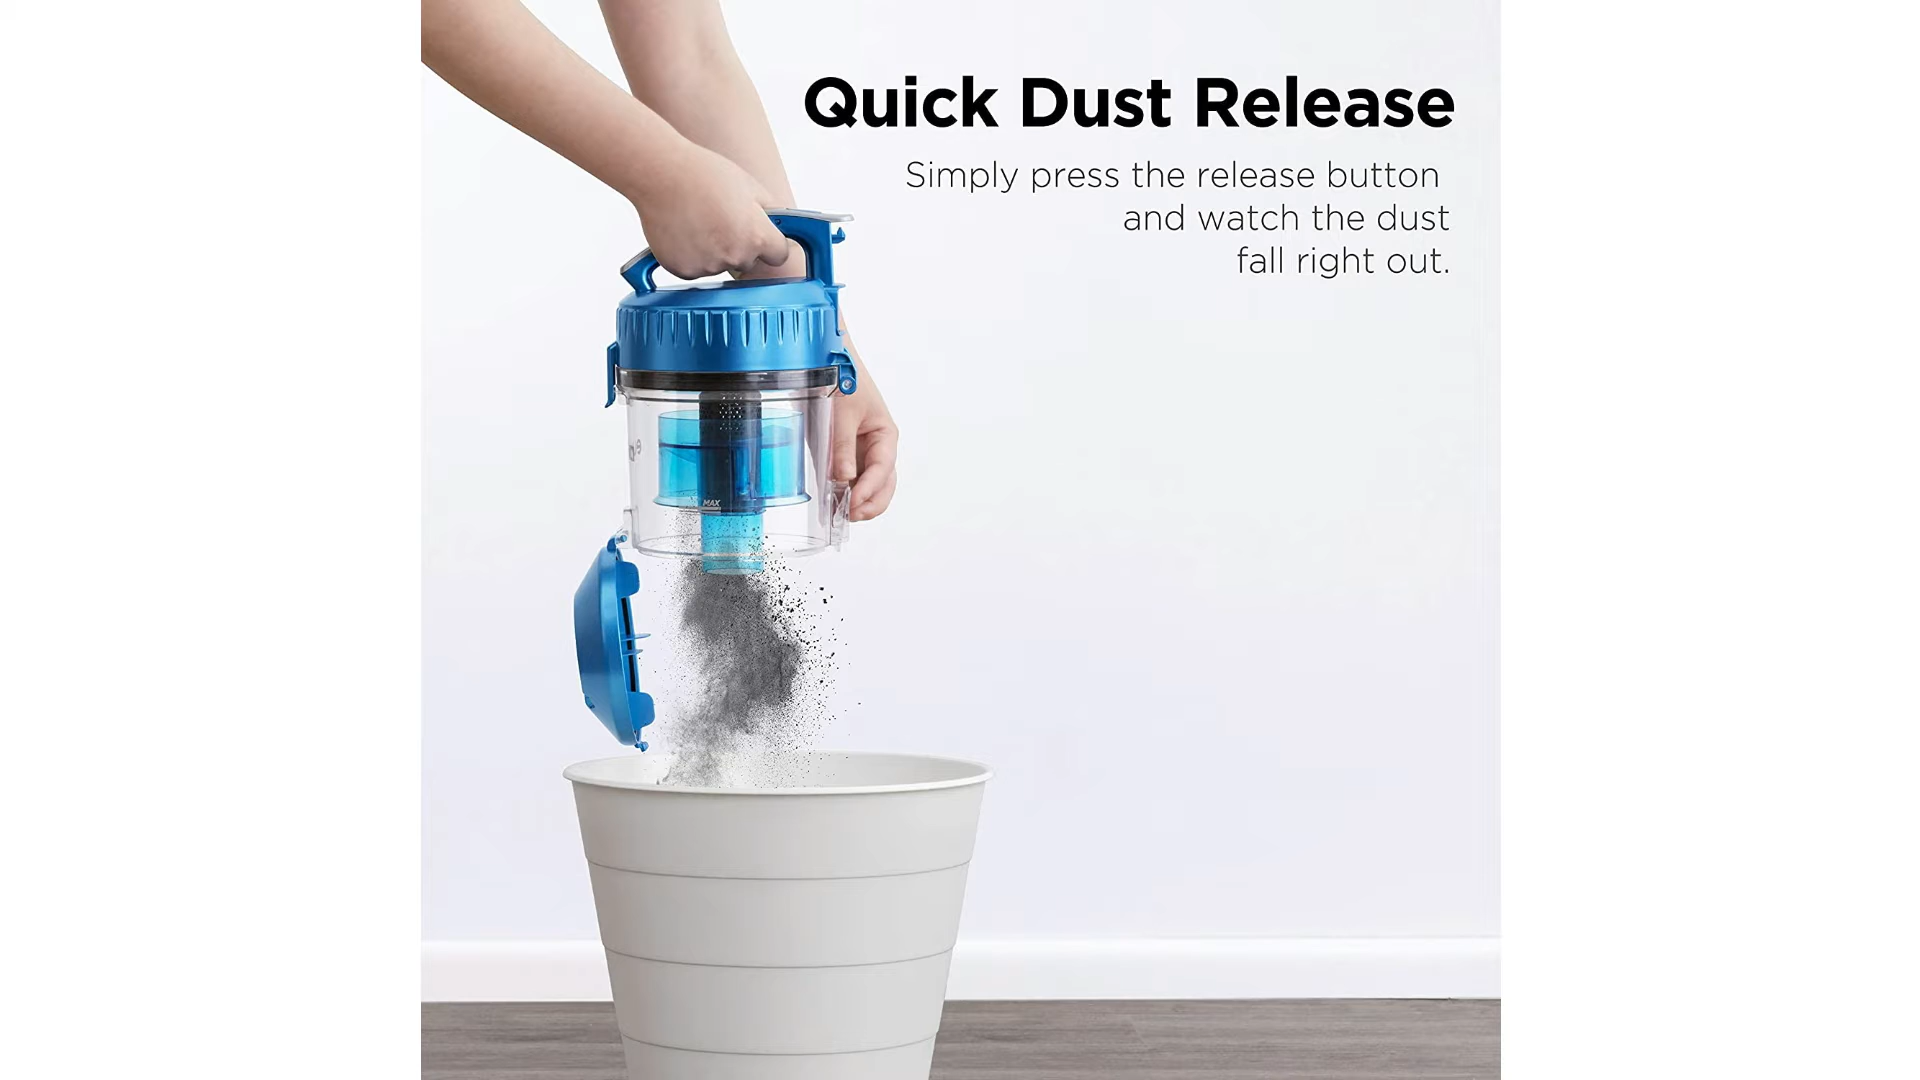 Quick Dust Release
Simply press the release button
and watch the dust
fall right out.
MAX